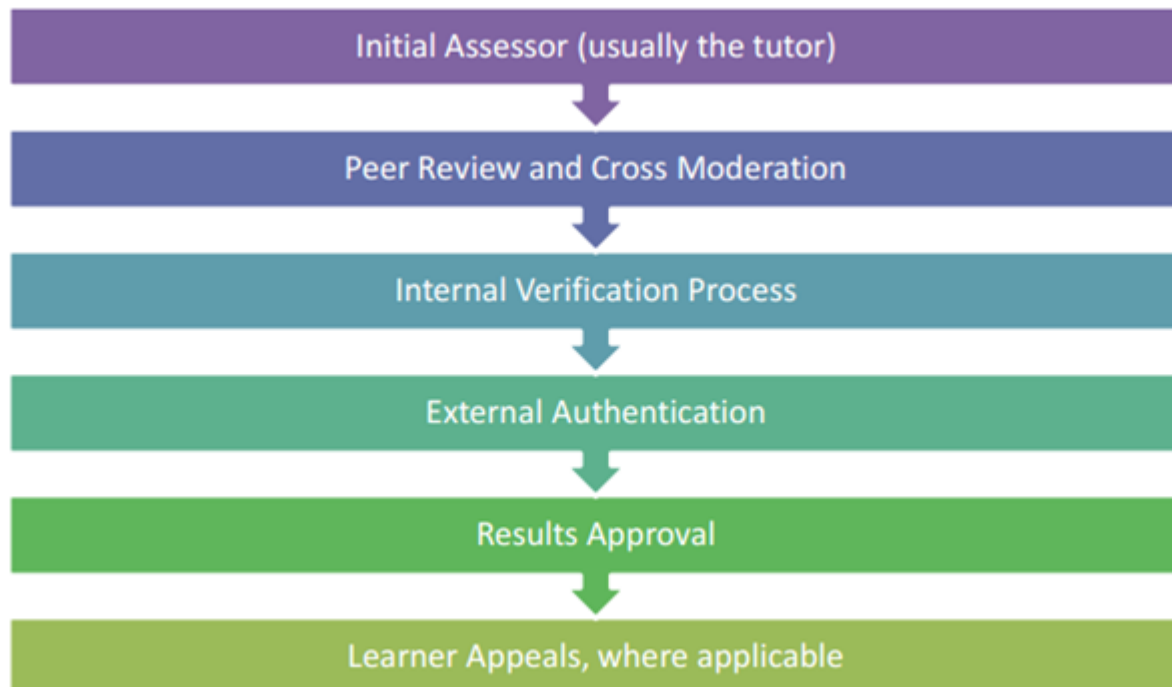 Initial Assessor (usually the tutor)
Peer Review and Cross Moderation
Internal Verification Process
External Authentication
Results Approval
Learner Appeals, where applicable